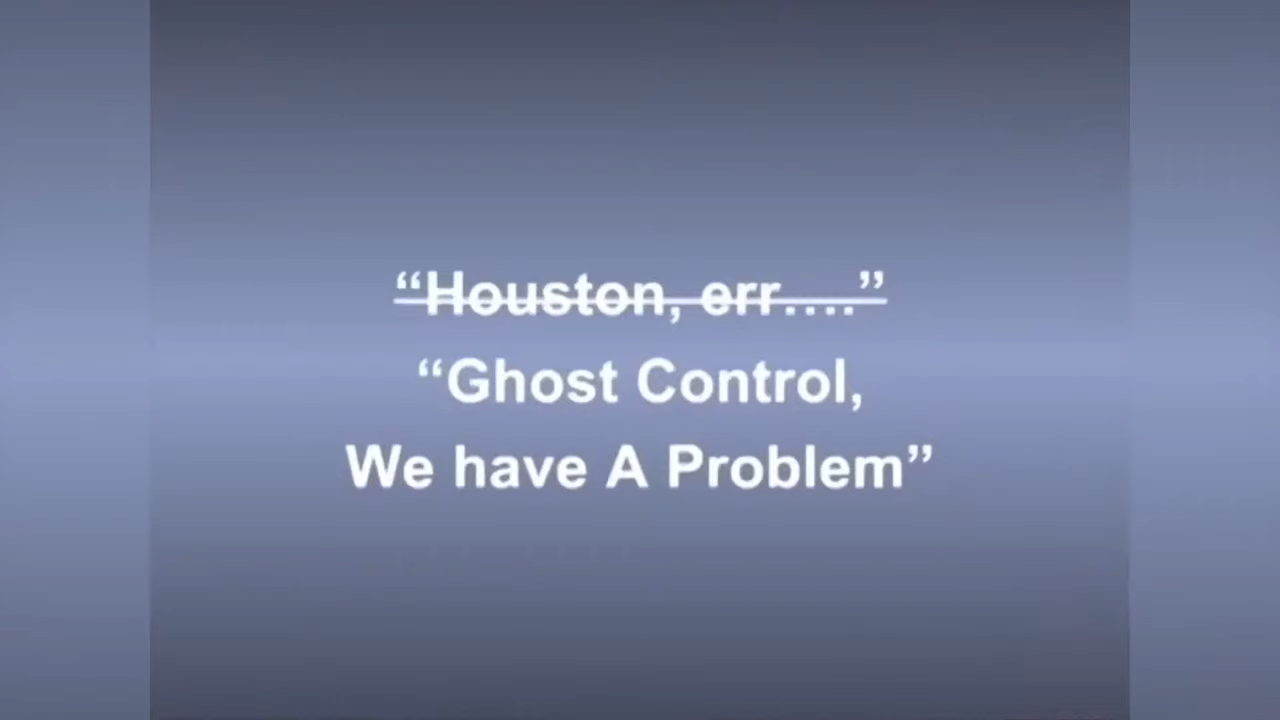 “Houston, err....”
“Ghost Control,
We have A Problem”